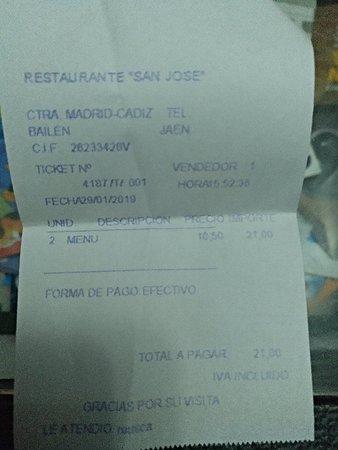 RESTAURANTE "SAN JOSE"
CTRA. MADRID-CADIZ TEL
BAILEN JAEN
C.I.F. 26233426V
TICKET Nº VENDEDOR 1
4187/T/ 001 HORA15:52:36
FECHA29/01/2019
UNID. DESCRIPCION PRECIO IMPORTE
2 MENU 10,50 21,00
FORMA DE PAGO:EFECTIVO
TOTAL A PAGAR 21,00
IVA INCLUIDO
GRACIAS POR SU VISITA
LE ATENDIO: